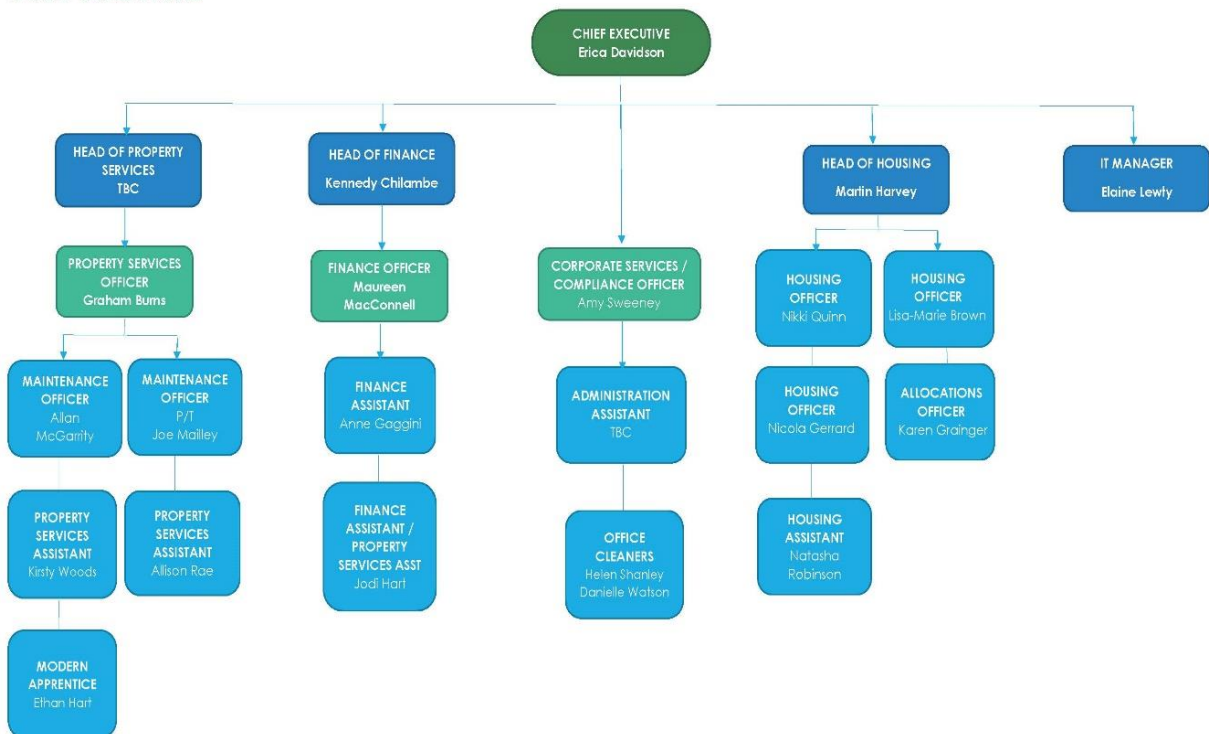 CHIEF EXECUTIVE
Erica Davidson
HEAD OF PROPERTY
SERVICES
TBC
HEAD OF FINANCE
Kennedy Chilambe
HEAD OF HOUSING
Martin Harvey
IT MANAGER
Elaine Lewty
PROPERTY SERVICES
OFFICER
Graham Burns
FINANCE OFFICER
Maureen
MacConnell
CORPORATE SERVICES /
COMPLIANCE OFFICER
Amy Sweeney
HOUSING
OFFICER
Nikki Quinn
HOUSING
OFFICER
Lisa-Marie Brown
MAINTENANCE
OFFICER
Allan
McGarrity
MAINTENANCE
OFFICER
P/T
Joe Mailley
FINANCE
ASSISTANT
Anne Gaggini
ADMINISTRATION
ASSISTANT
TBC
HOUSING
OFFICER
Nicola Gerrard
ALLOCATIONS
OFFICER
Karen Grainger
PROPERTY
SERVICES
ASSISTANT
Kirsty Woods
PROPERTY
SERVICES
ASSISTANT
Allison Rae
FINANCE
ASSISTANT /
PROPERTY
SERVICES ASST
Jodi Hart
OFFICE
CLEANERS
Helen Shanley
Danielle Watson
HOUSING
ASSISTANT
Natasha
Robinson
MODERN
APPRENTICE
Ethan Hart